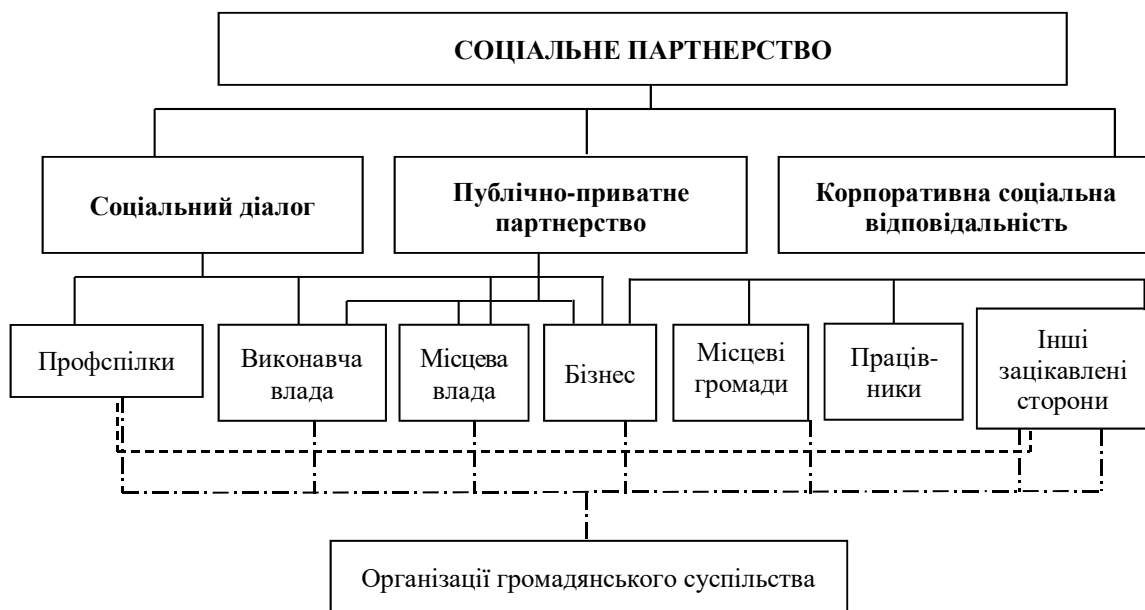 СОЦІАЛЬНЕ ПАРТНЕРСТВО
Соціальний діалог
Публічно-приватне
партнерство
Корпоративна соціальна
відповідальність
Профспілки
Виконавча
влада
Місцева
влада
Бізнес
Місцеві
громади
Праців-
ники
Інші
зацікавлені
сторони
Організації громадянського суспільства